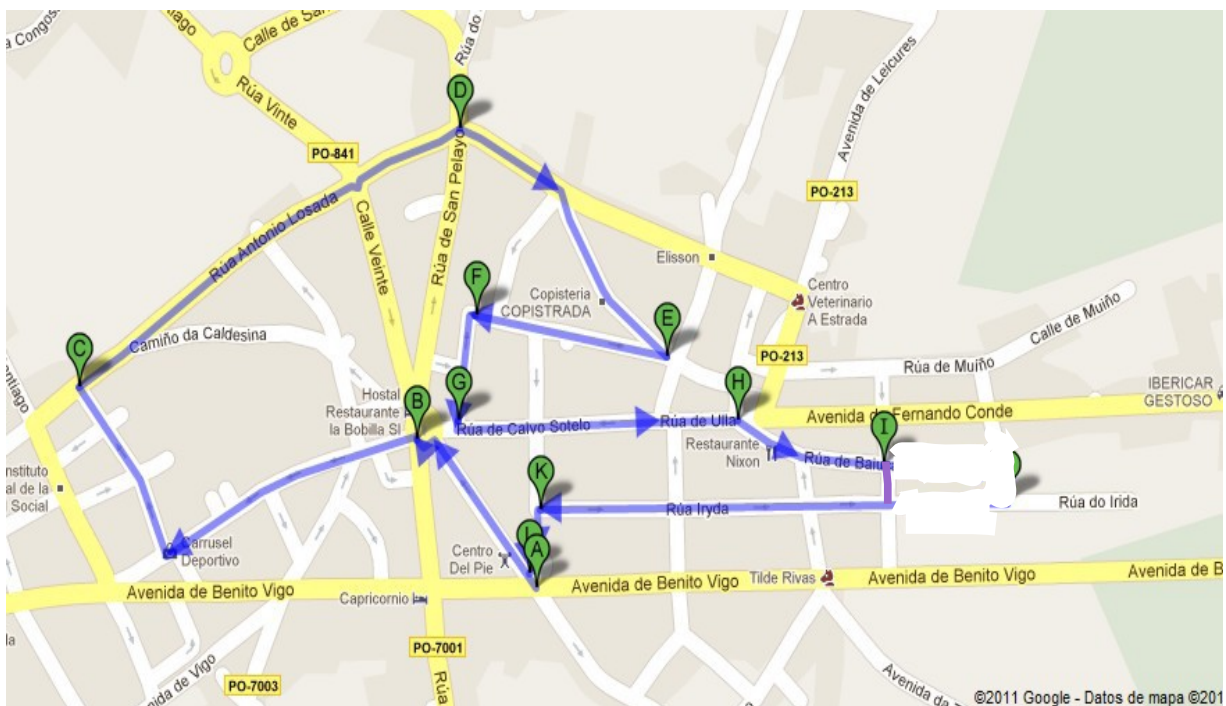 Calle de San
Rúa Vinte
PO-841
D
Rúa de San Pelayo
Rúa Antonio Losada
Calle Veinte
Avenida de Leicures
PO-213
Elisson
Centro
Veterinario
A Estrada
Copisteria
COPISTRADA
F
E
C
Camiño da Caldesina
PO-213
Calle de Muiño
Rúa de Muíño
IBERICAR
GESTOSO
Hostal
Restaurante
la Bobilla SI
B
G
H
Rúa de Calvo Sotelo
Rúa de Ulla
Avenida de Fernando Conde
Restaurante
Nixon
I
Rúa de
K
Rúa Iryda
Rúa do Irida
Social
Carrusel
Deportivo
Centro
Del Pie
A
Avenida de Benito Vigo
Avenida de Benito Vigo
Tilde Rivas
Avenida de Benito Vigo
Avenida de
Capricornio
PO-7001
Rúa
de Vigo
PO-7003
Avenida da
©2011 Google - Datos de mapa ©201